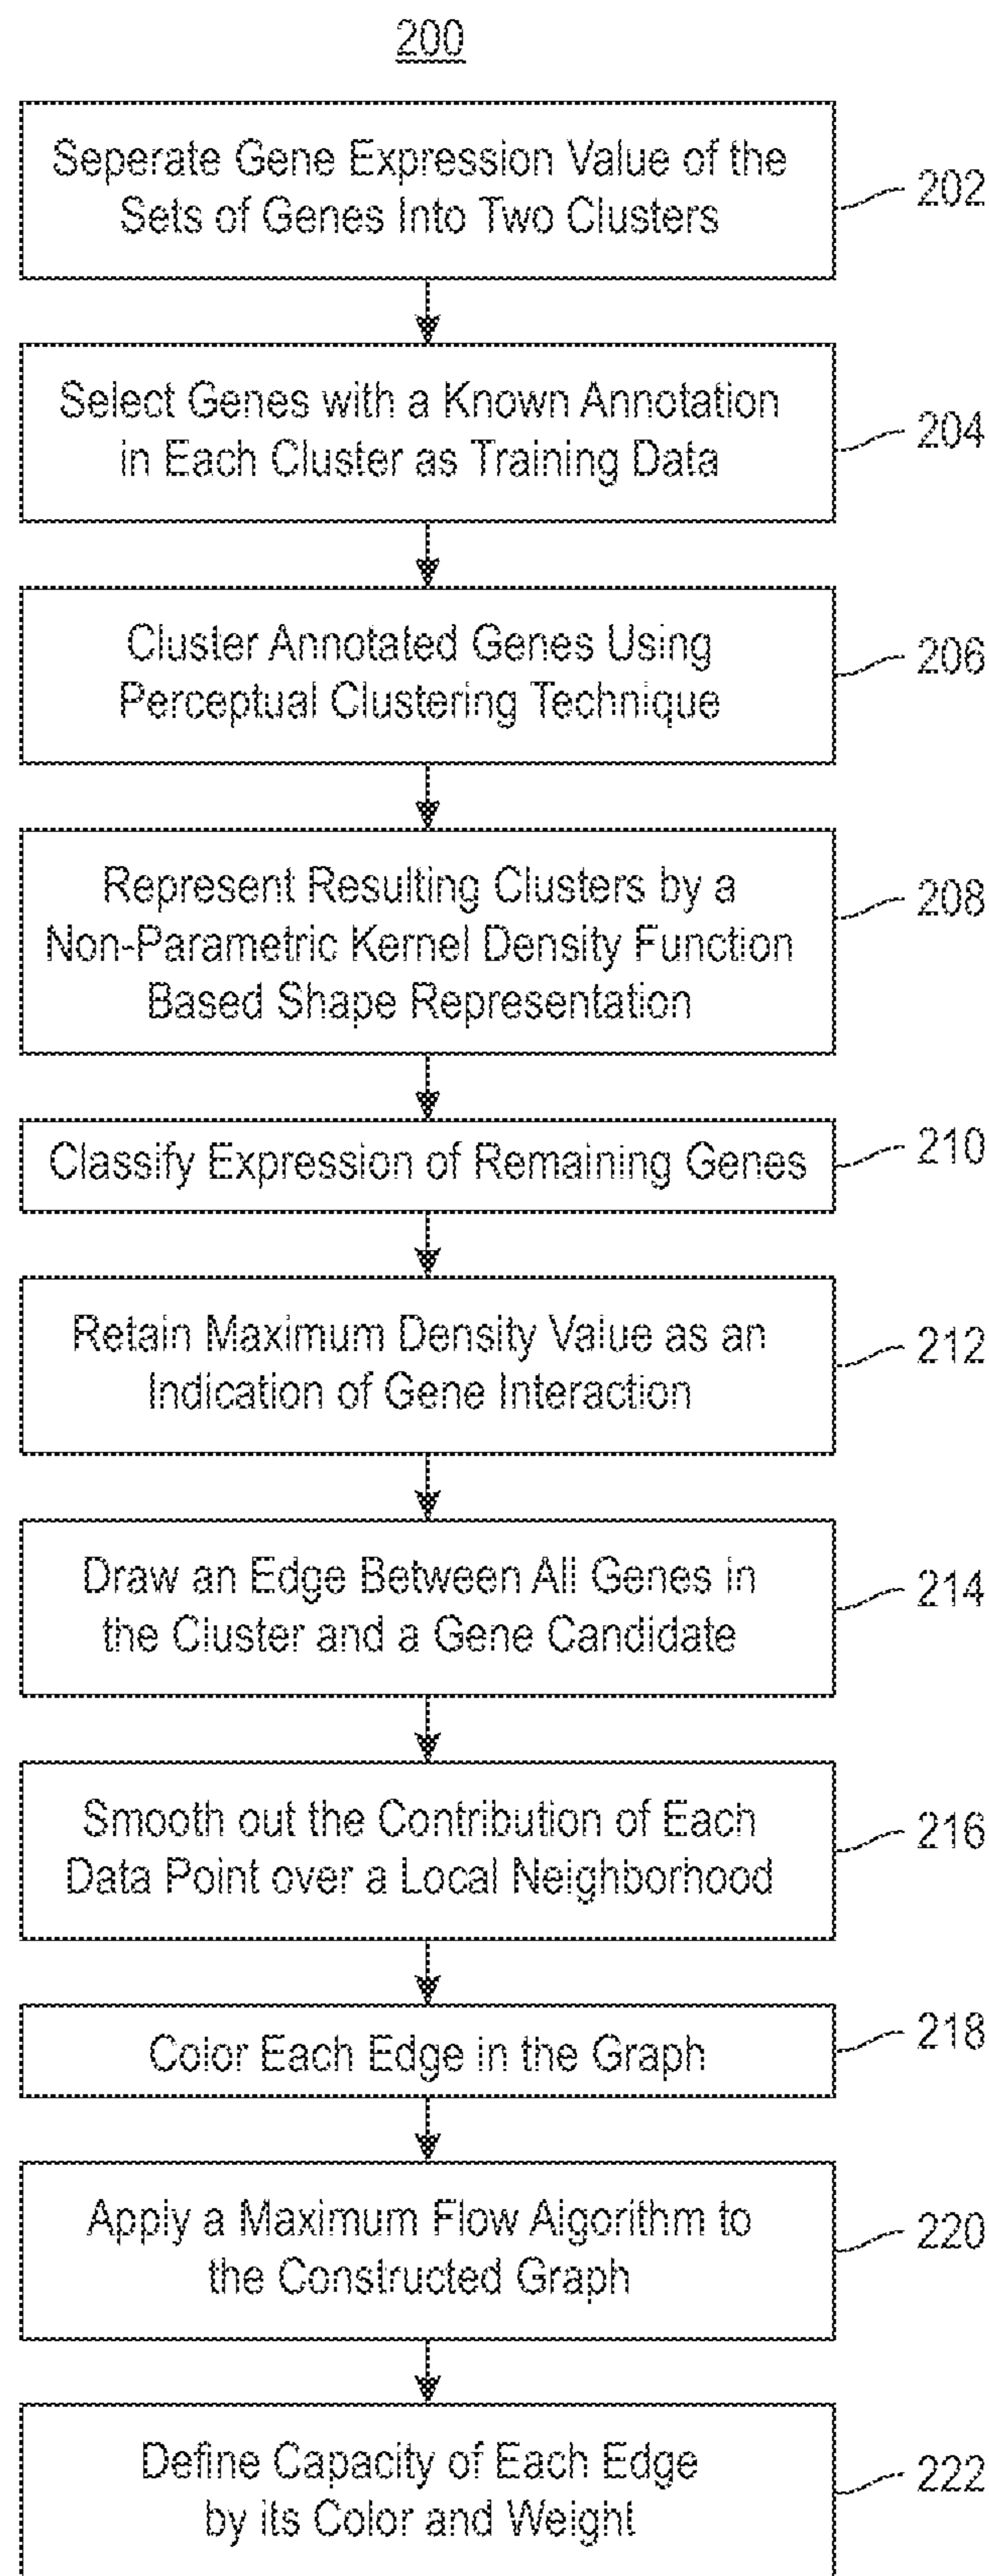 200
Seperate Gene Expression Value of the
Sets of Genes Into Two Clusters
202
Select Genes with a Known Annotation
in Each Cluster as Training Data
204
Cluster Annotated Genes Using
Perceptual Clustering Technique
206
Represent Resulting Clusters by a
Non-Parametric Kernel Density Function
Based Shape Representation
208
Classify Expression of Remaining Genes
210
Retain Maximum Density Value as an
Indication of Gene Interaction
212
Draw an Edge Between All Genes in
the Cluster and a Gene Candidate
214
Smooth out the Contribution of Each
Data Point over a Local Neighborhood
216
Color Each Edge in the Graph
218
Apply a Maximum Flow Algorithm to
the Constructed Graph
220
Define Capacity of Each Edge
by its Color and Weight
222